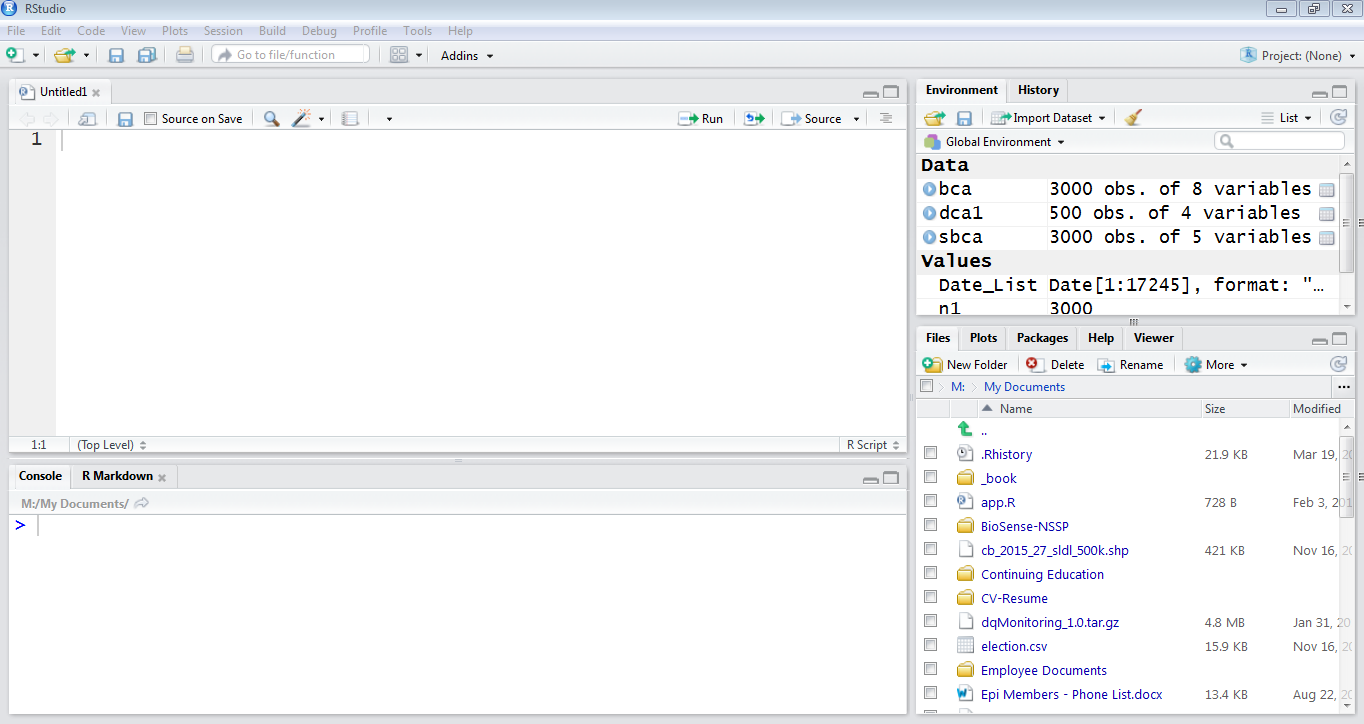 RStudio
File Edit Code View Plots Session Build Debug Profile Tools Help
Go to file/function Addins Project: (None)
Untitled1
Source on Save Run Source
1
1:1 (Top Level) R Script
Console R Markdown
M:/My Documents/
>
Environment History
Import Dataset List
Global Environment
Data
bca 3000 obs. of 8 variables
dca1 500 obs. of 4 variables
sbca 3000 obs. of 5 variables
Values
Date_List Date[1:17245], format: "…
n1 3000
Files Plots Packages Help Viewer
New Folder Delete Rename More
M: My Documents ...
Name Size Modified
..
.Rhistory 21.9 KB Mar 19, 20
_book
app.R 728 B Feb 3, 201
BioSense-NSSP
cb_2015_27_sldl_500k.shp 421 KB Nov 16, 20
Continuing Education
CV-Resume
dqMonitoring_1.0.tar.gz 4.8 MB Jan 31, 20
election.csv 15.9 KB Nov 16, 20
Employee Documents
Epi Members - Phone List.docx 13.4 KB Aug 22, 20